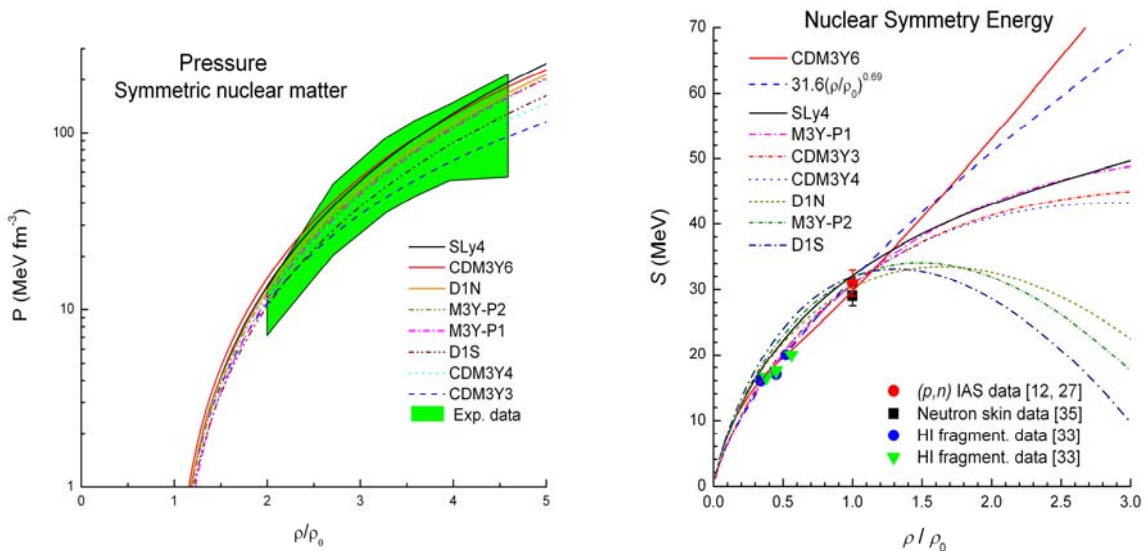 Pressure
Symmetric nuclear matter
P (MeV fm⁻³)
100
10
1
0
1
2
3
4
5
ρ/ρ₀
SLy4
CDM3Y6
D1N
M3Y-P2
M3Y-P1
D1S
CDM3Y4
CDM3Y3
Exp. data
Nuclear Symmetry Energy
S (MeV)
70
60
50
40
30
20
10
0
0.0
0.5
1.0
1.5
2.0
2.5
3.0
ρ / ρ₀
CDM3Y6
31.6(ρ/ρ₀)^0.69
SLy4
M3Y-P1
CDM3Y3
CDM3Y4
D1N
M3Y-P2
D1S
(p,n) IAS data [12, 27]
Neutron skin data [35]
HI fragment. data [33]
HI fragment. data [33]